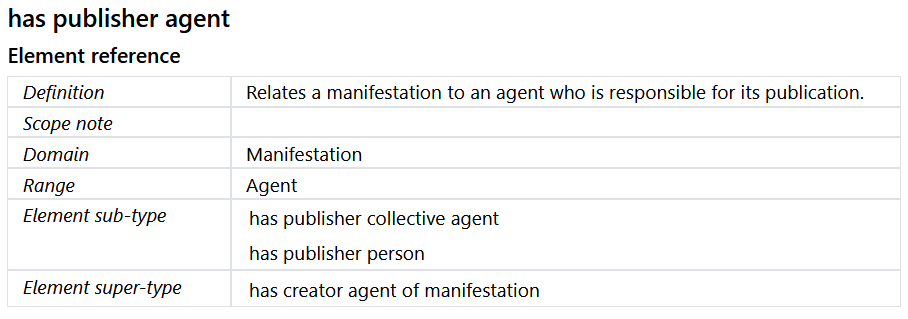 has publisher agent
Element reference
Definition Relates a manifestation to an agent who is responsible for its publication.
Scope note
Domain Manifestation
Range Agent
Element sub-type has publisher collective agent
has publisher person
Element super-type has creator agent of manifestation